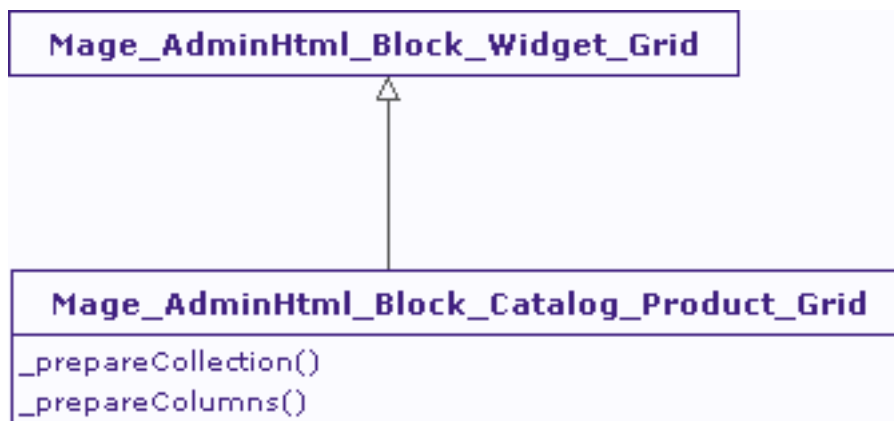 Mage_AdminHtml_Block_Widget_Grid
Mage_AdminHtml_Block_Catalog_Product_Grid
_prepareCollection()
_prepareColumns()